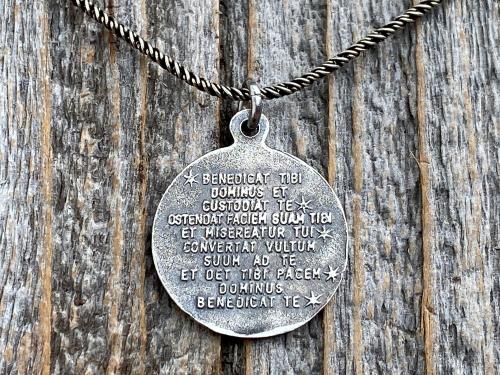 ✶ BENEDICAT TIBI
DOMINUS ET
CUSTODIAT TE ✶
OSTENDAT FACIEM SUAM TIBI
ET MISEREATUR TUI ✶
CONVERTAT VULTUM
SUUM AD TE
ET DET TIBI PACEM ✶
DOMINUS
BENEDICAT TE ✶